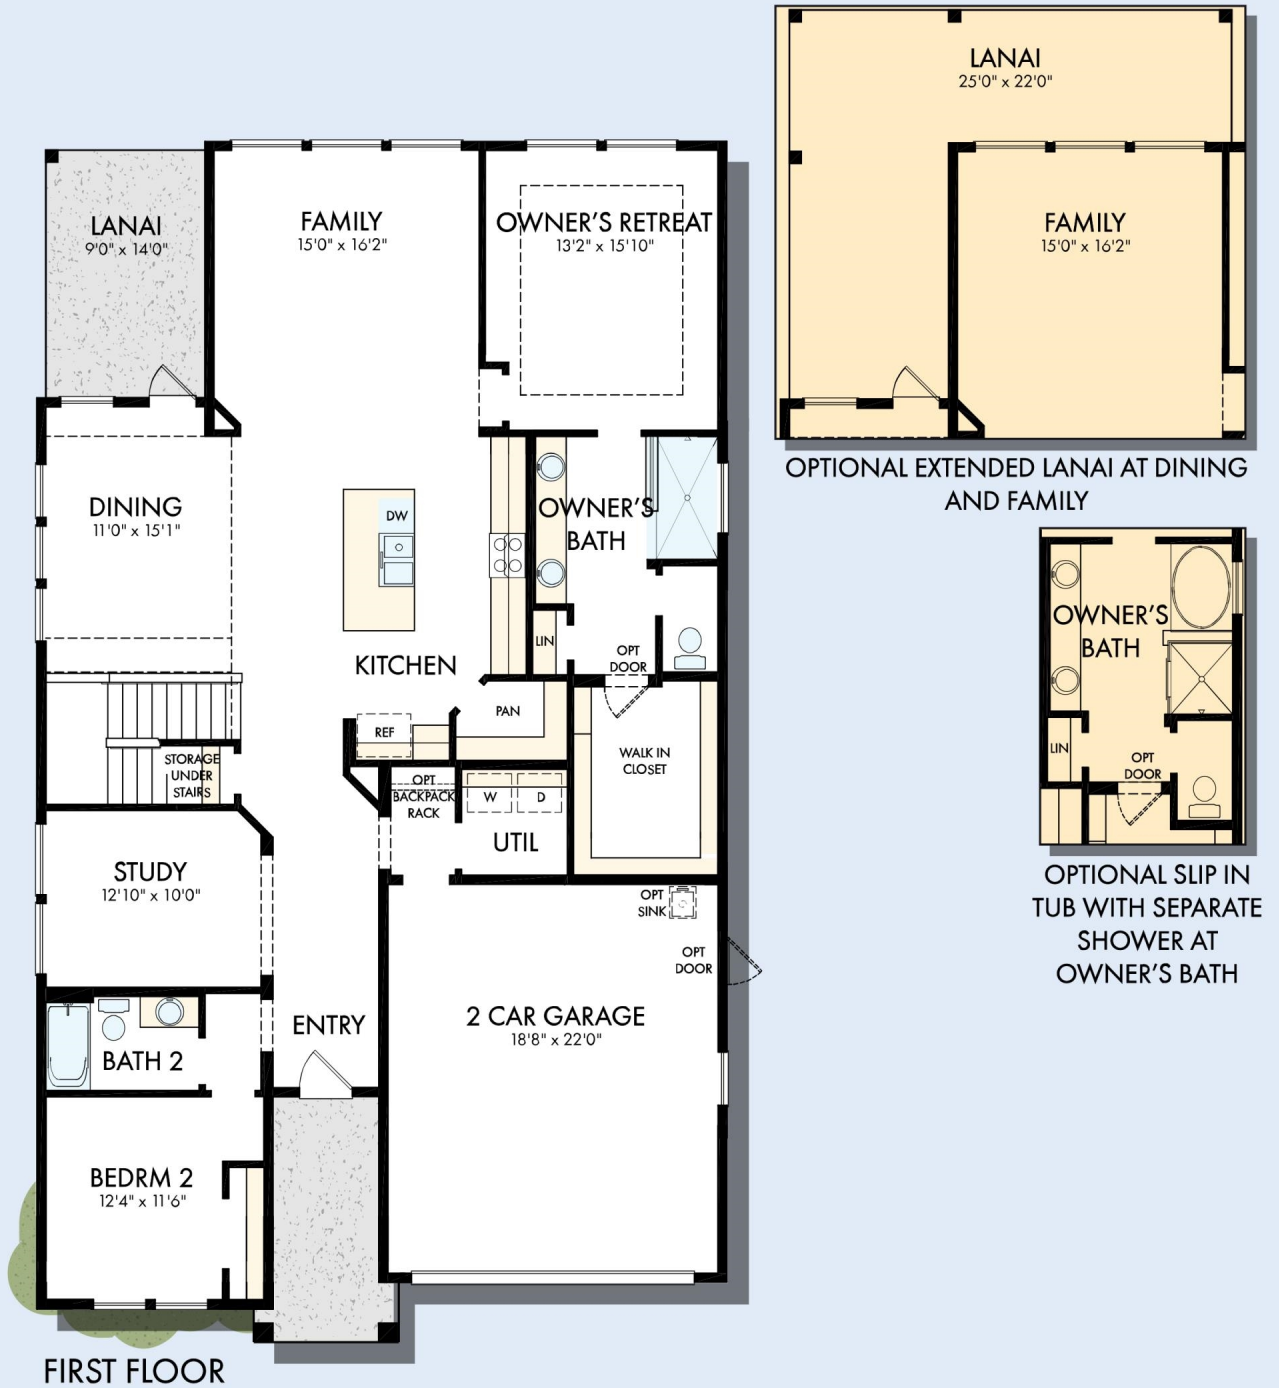 LANAI
25'0" x 22'0"
FAMILY
15'0" x 16'2"
OPTIONAL EXTENDED LANAI AT DINING
AND FAMILY
LANAI
9'0" x 14'0"
FAMILY
15'0" x 16'2"
OWNER'S RETREAT
13'2" x 15'10"
DINING
11'0" x 15'1"
DW
OWNER'S
BATH
LIN
OPT
DOOR
KITCHEN
PAN
REF
WALK IN
CLOSET
STORAGE
UNDER
STAIRS
OPT
BACKPACK
RACK
W
D
UTIL
STUDY
12'10" x 10'0"
OPT
SINK
OPT
DOOR
2 CAR GARAGE
18'8" x 22'0"
ENTRY
BATH 2
BEDRM 2
12'4" x 11'6"
FIRST FLOOR
OWNER'S
BATH
LIN
OPT
DOOR
OPTIONAL SLIP IN
TUB WITH SEPARATE
SHOWER AT
OWNER'S BATH